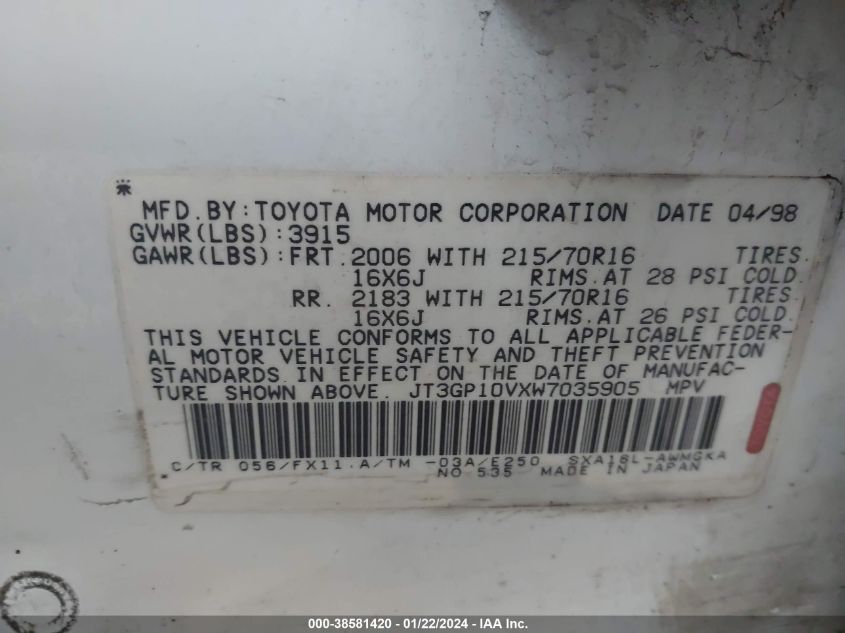 MFD. BY: TOYOTA MOTOR CORPORATION DATE 04/98
GVWR(LBS): 3915
GAWR(LBS): FRT. 2006 WITH 215/70R16 TIRES.
16X6J RIMS. AT 28 PSI COLD.
RR. 2183 WITH 215/70R16 TIRES.
16X6J RIMS. AT 26 PSI COLD.
THIS VEHICLE CONFORMS TO ALL APPLICABLE FEDER-
AL MOTOR VEHICLE SAFETY AND THEFT PREVENTION
STANDARDS IN EFFECT ON THE DATE OF MANUFAC-
TURE SHOWN ABOVE. JT3GP10VXW7035905 MPV
C/TR 056/FX11. A/TM -03A/E250 SXA16L-AWMGKA
NO 535 MADE IN JAPAN
000-38581420 - 01/22/2024 - IAA Inc.